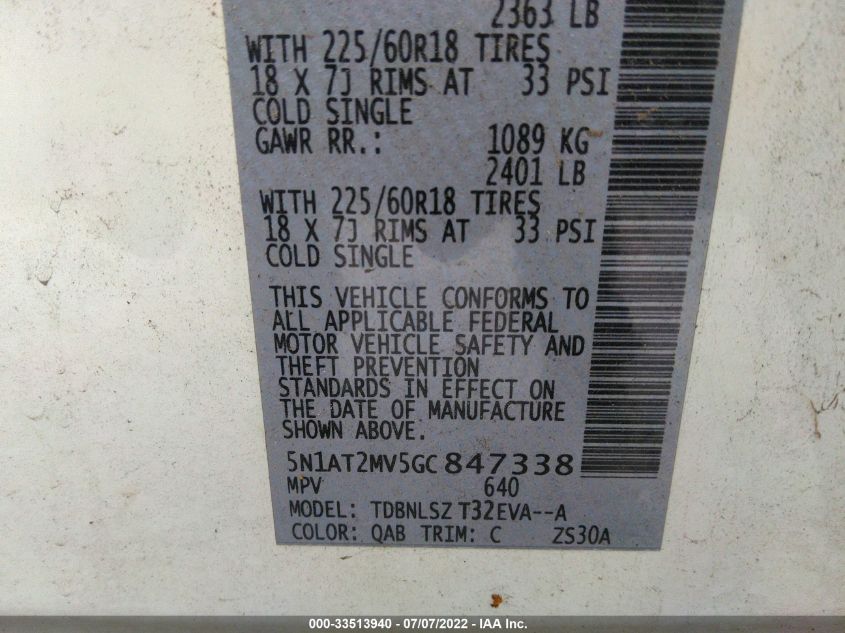 2363 LB
WITH 225/60R18 TIRES
18 X 7J RIMS AT 33 PSI
COLD SINGLE
GAWR RR.: 1089 KG
2401 LB
WITH 225/60R18 TIRES
18 X 7J RIMS AT 33 PSI
COLD SINGLE
THIS VEHICLE CONFORMS TO
ALL APPLICABLE FEDERAL
MOTOR VEHICLE SAFETY AND
THEFT PREVENTION
STANDARDS IN EFFECT ON
THE DATE OF MANUFACTURE
SHOWN ABOVE.
5N1AT2MV5GC847338
MPV 640
MODEL: TDBNLSZ T32EVA--A
COLOR: QAB TRIM: C ZS30A
000-33513940 - 07/07/2022 - IAA Inc.